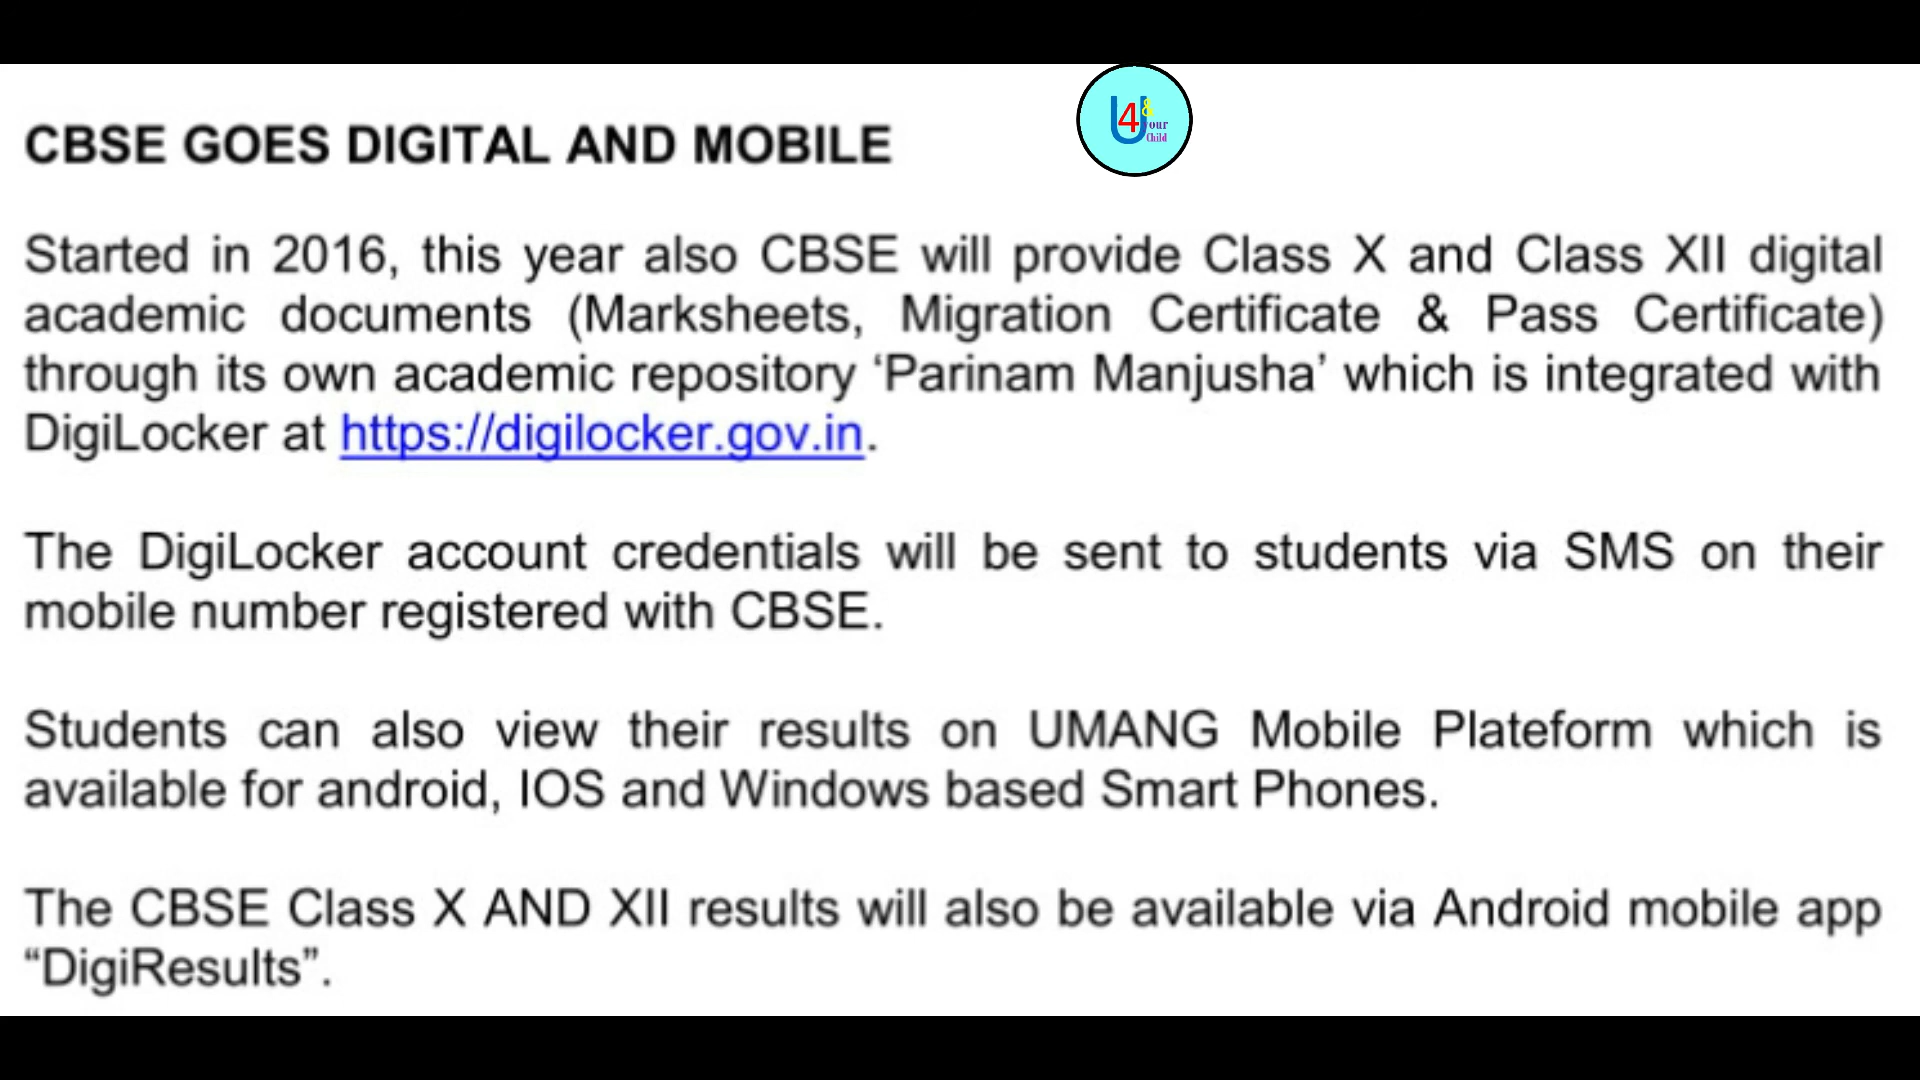 U4 & your Child
CBSE GOES DIGITAL AND MOBILE
Started in 2016, this year also CBSE will provide Class X and Class XII digital
academic documents (Marksheets, Migration Certificate & Pass Certificate)
through its own academic repository ‘Parinam Manjusha’ which is integrated with
DigiLocker at https://digilocker.gov.in.
The DigiLocker account credentials will be sent to students via SMS on their
mobile number registered with CBSE.
Students can also view their results on UMANG Mobile Plateform which is
available for android, IOS and Windows based Smart Phones.
The CBSE Class X AND XII results will also be available via Android mobile app
“DigiResults”.